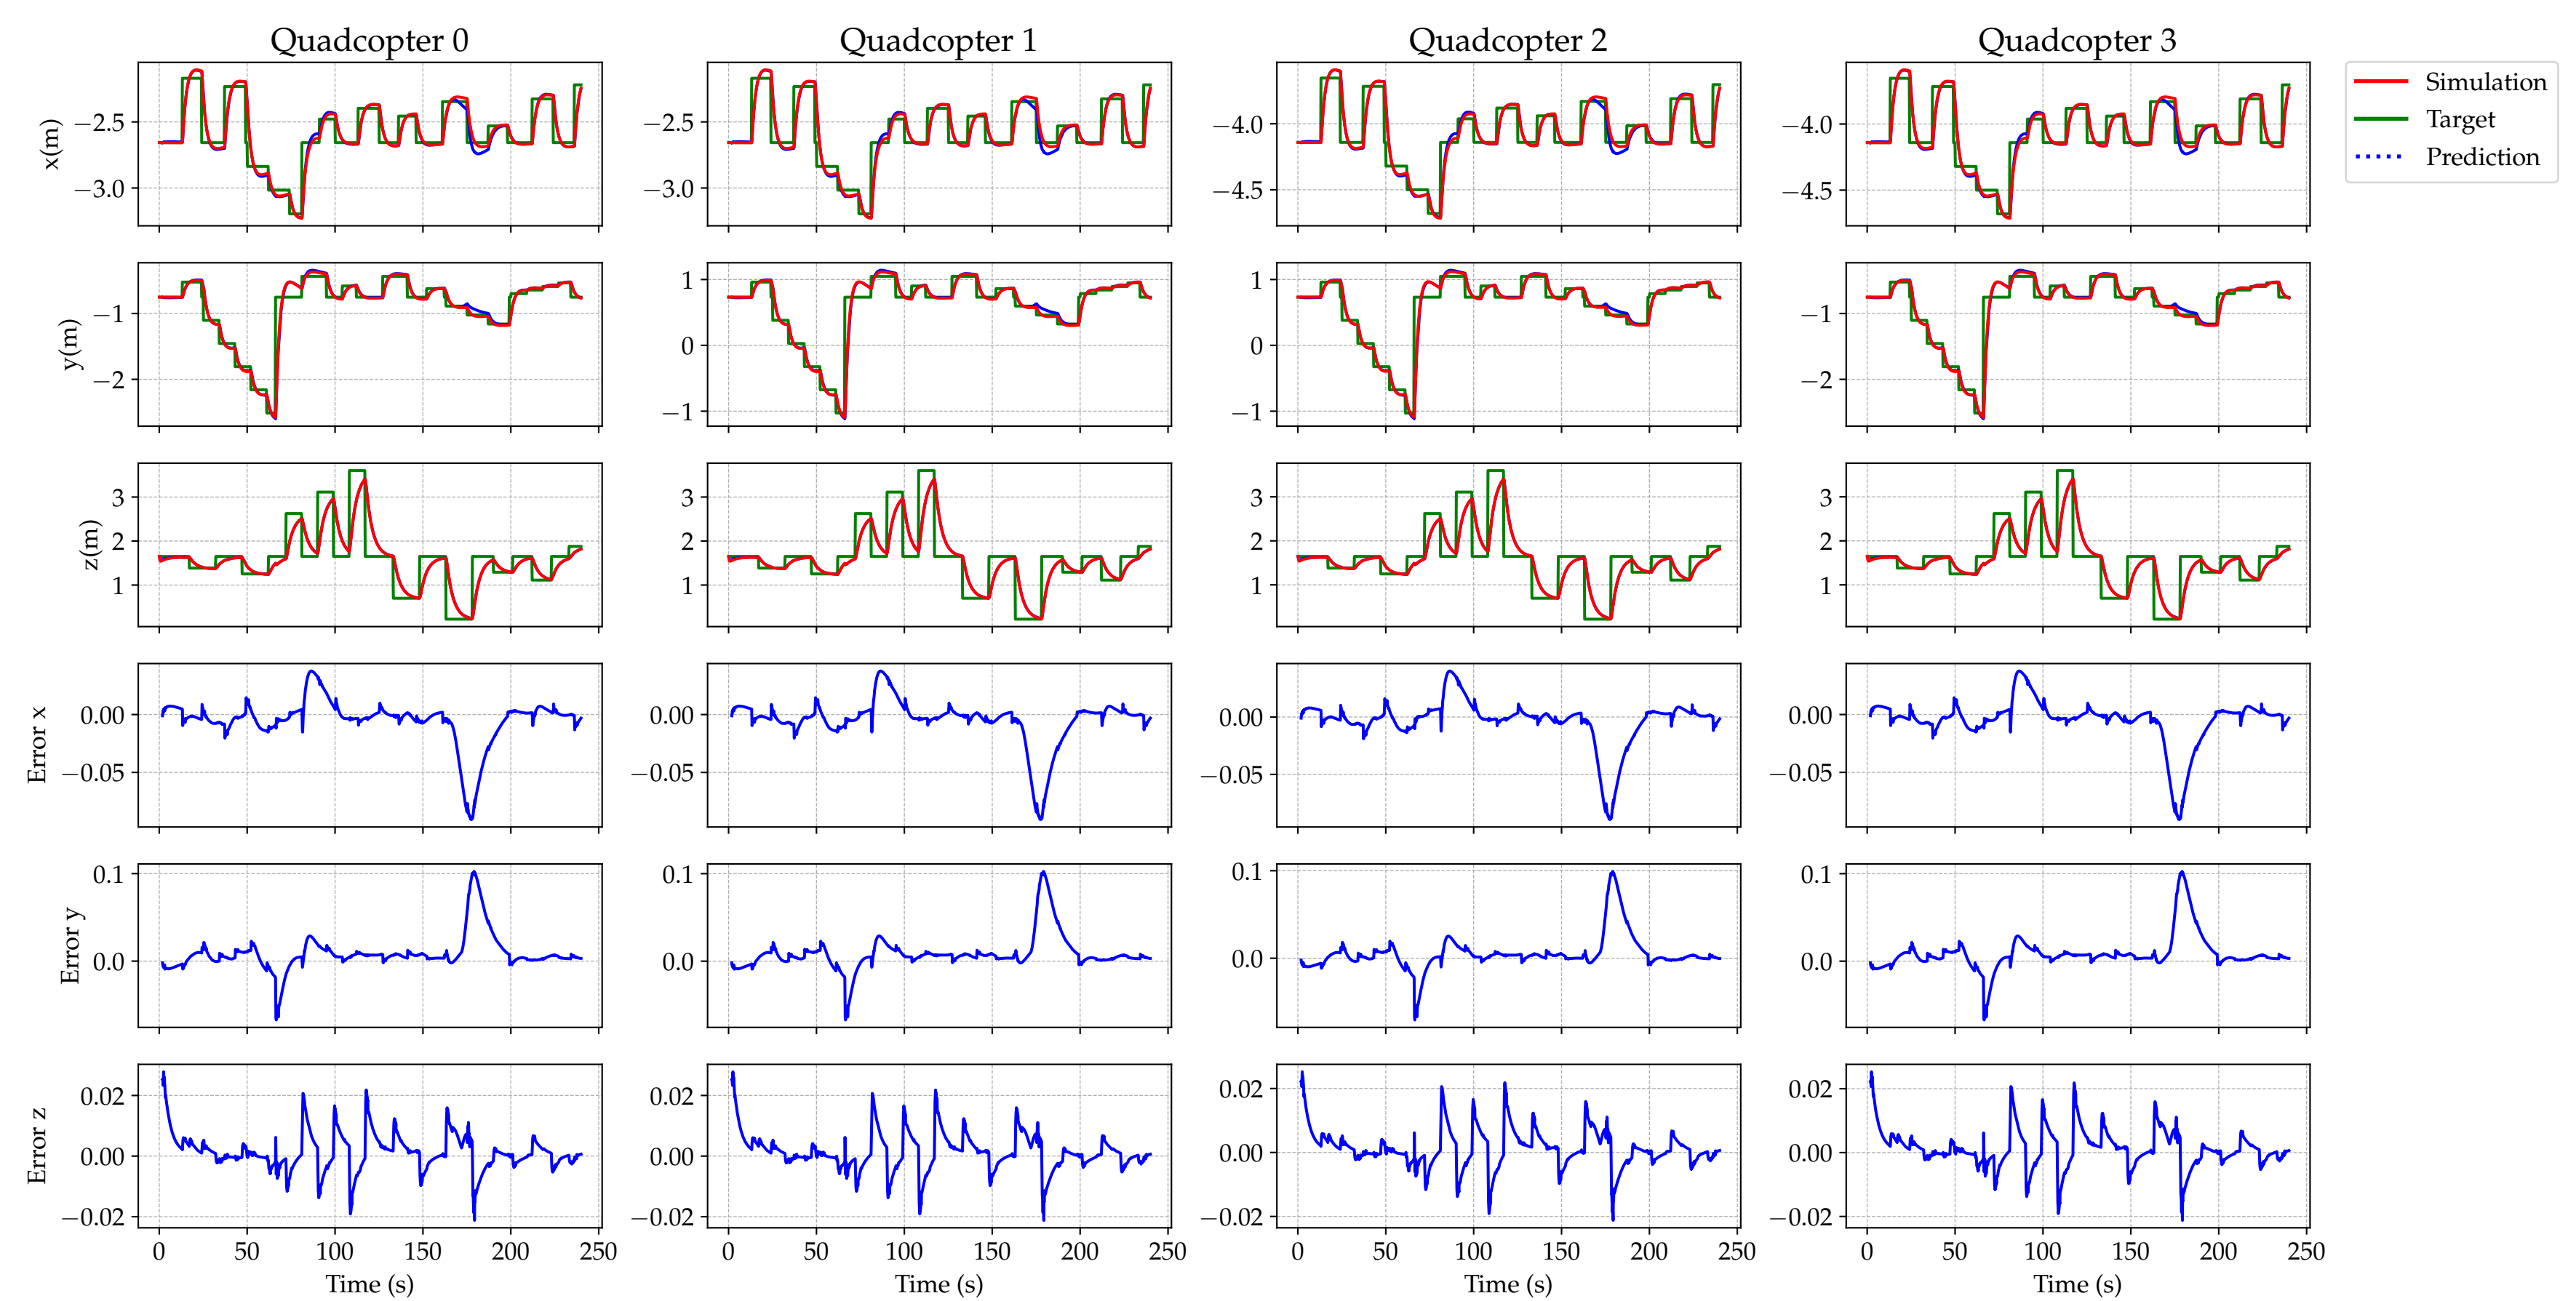 Quadcopter 0 Quadcopter 1 Quadcopter 2 Quadcopter 3
Simulation
Target
Prediction
x(m)
−2.5 −2.5 −4.0 −4.0
−3.0 −3.0 −4.5 −4.5
y(m)
−1 1 1 −1
−2 0 0 −2
−1 −1
z(m)
3 3 3 3
2 2 2 2
1 1 1 1
Error x
0.00 0.00 0.00 0.00
−0.05 −0.05 −0.05 −0.05
Error y
0.1 0.1 0.1 0.1
0.0 0.0 0.0 0.0
Error z
0.02 0.02 0.02 0.02
0.00 0.00 0.00 0.00
−0.02 −0.02 −0.02 −0.02
0 50 100 150 200 250 0 50 100 150 200 250 0 50 100 150 200 250 0 50 100 150 200 250
Time (s) Time (s) Time (s) Time (s)